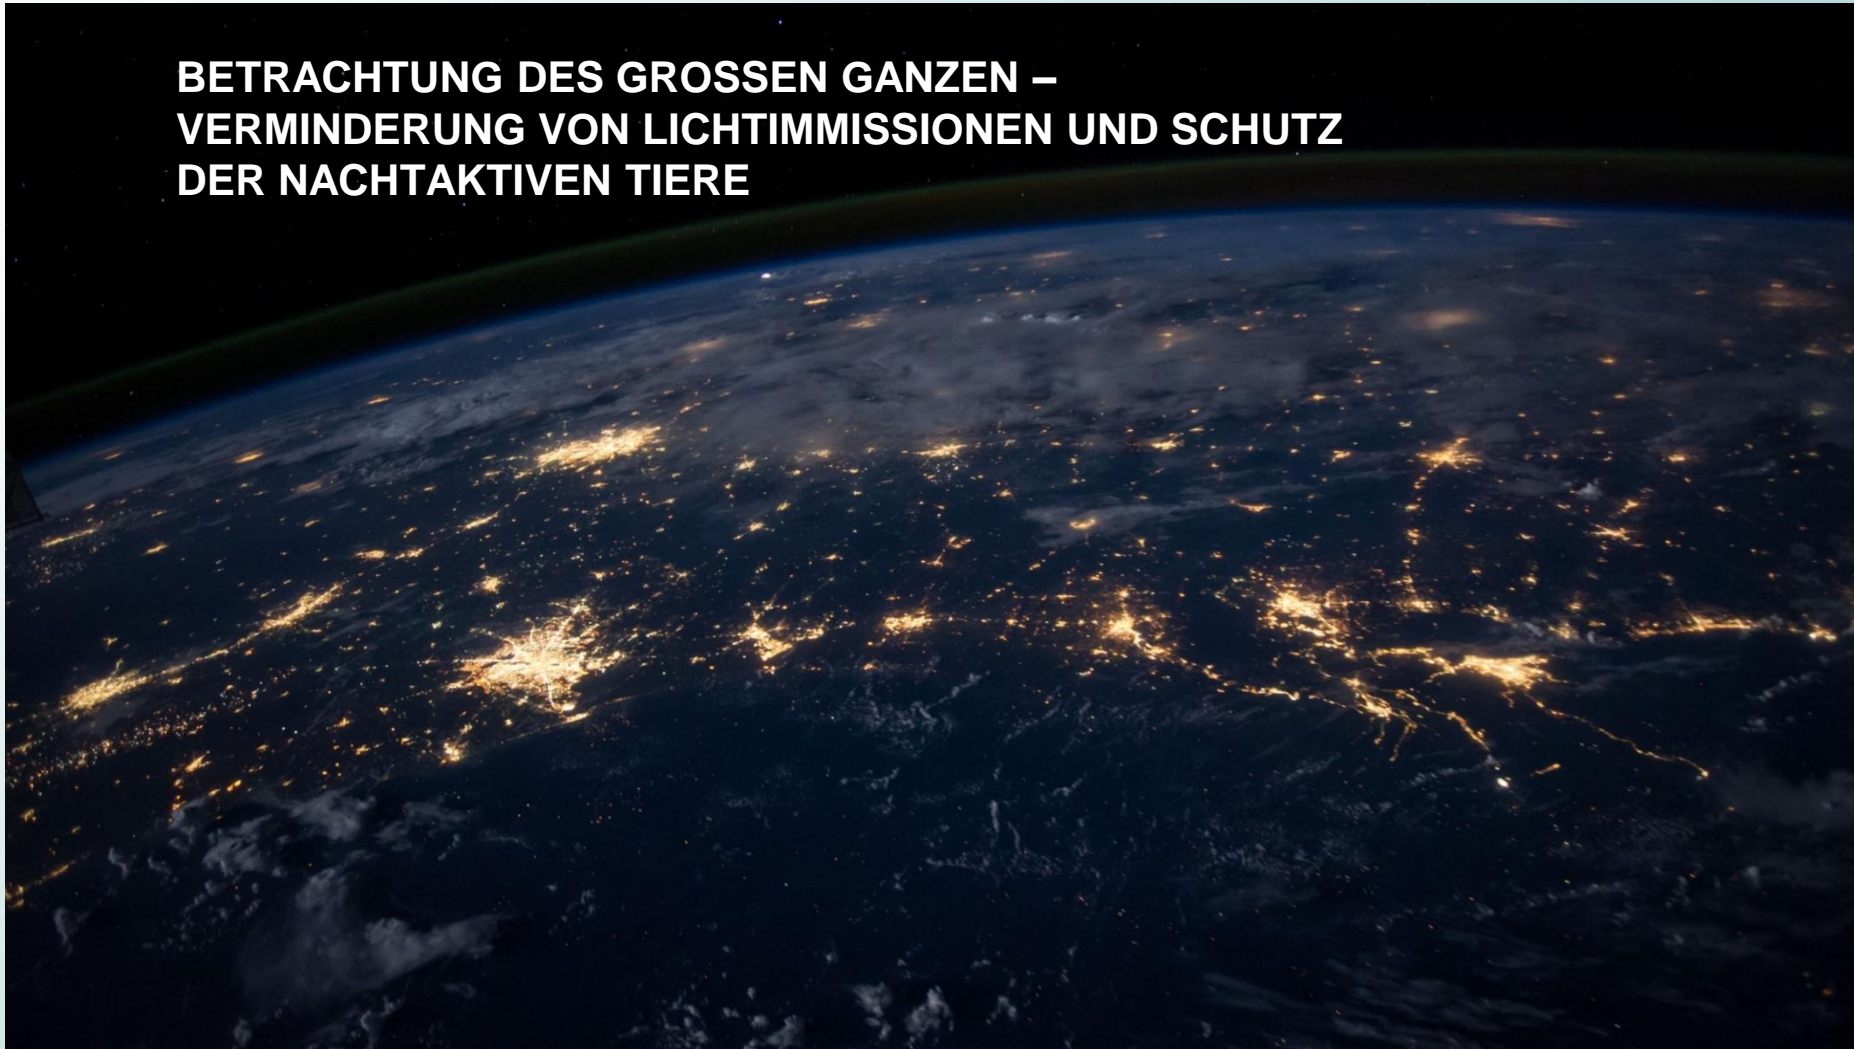 BETRACHTUNG DES GROSSEN GANZEN –
VERMINDERUNG VON LICHTIMMISSIONEN UND SCHUTZ
DER NACHTAKTIVEN TIERE